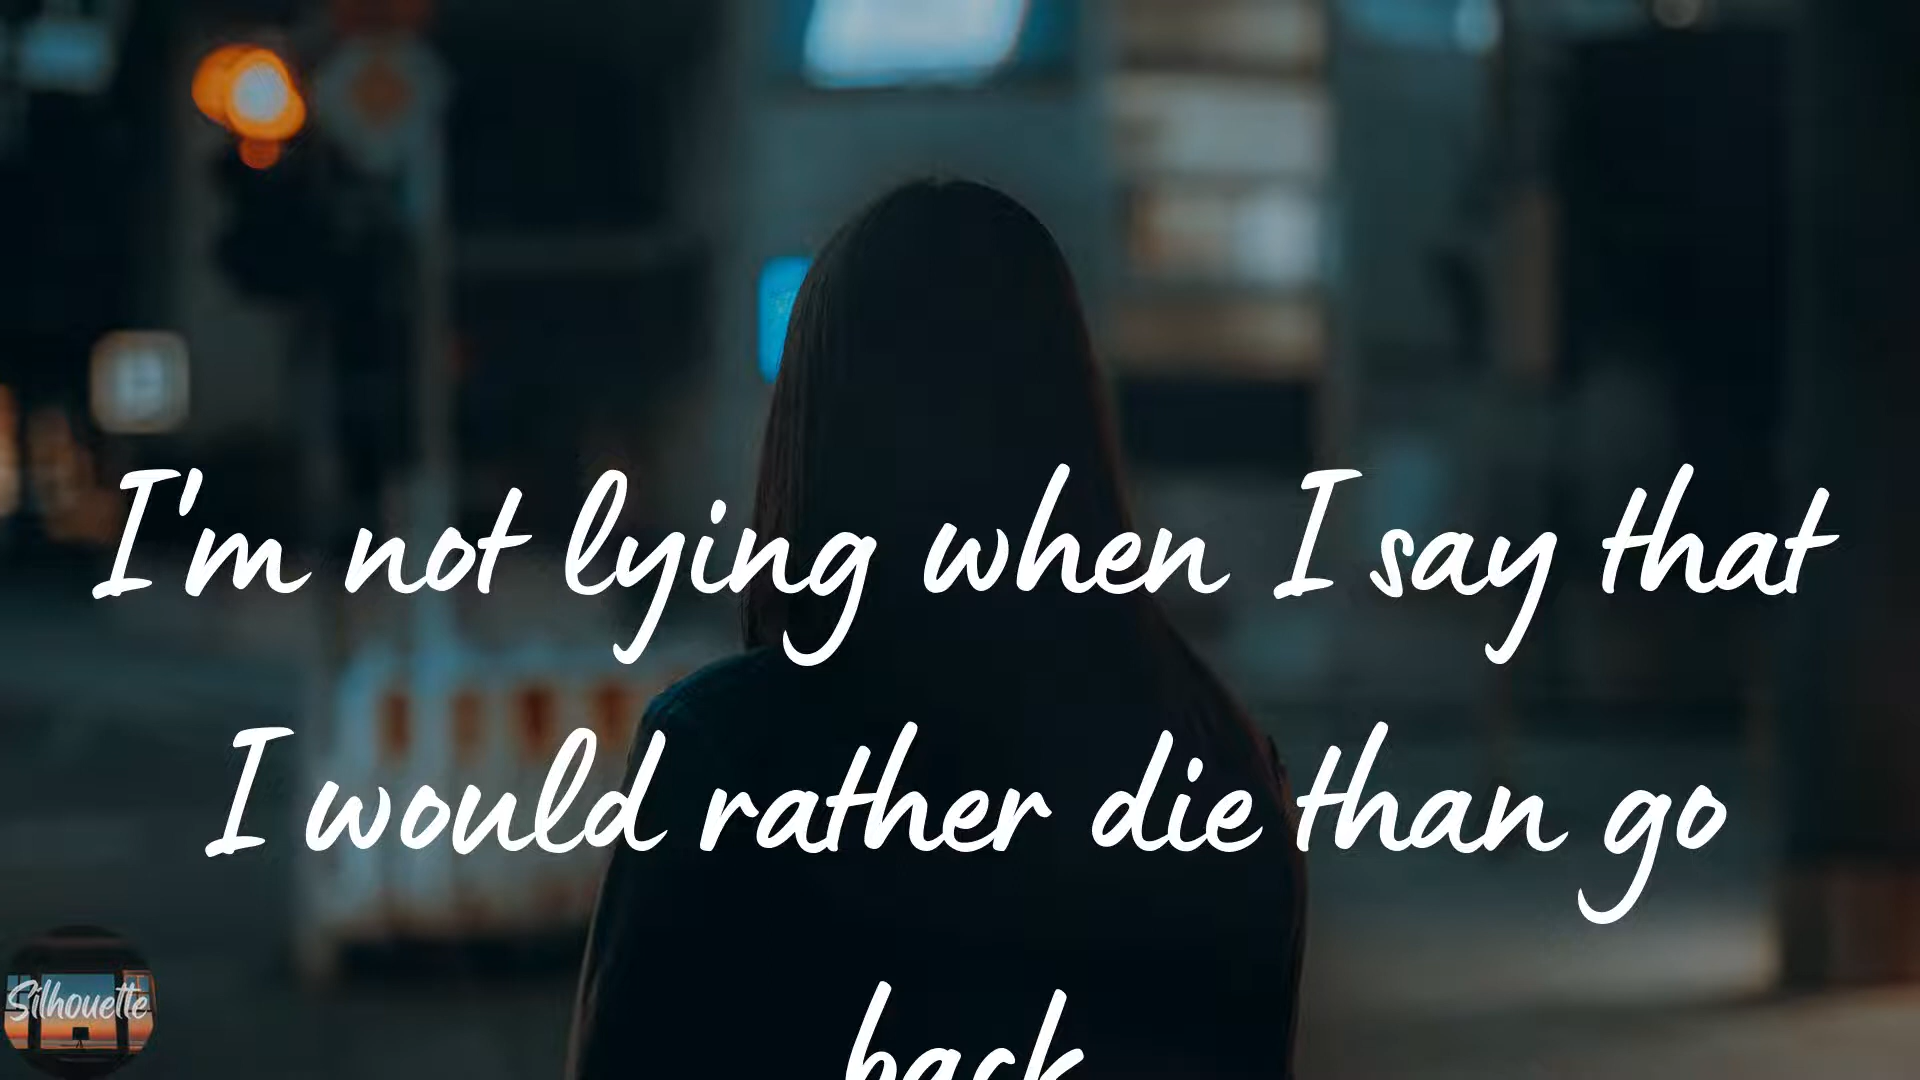 I'm not lying when I say that
I would rather die than go
back
Silhouette